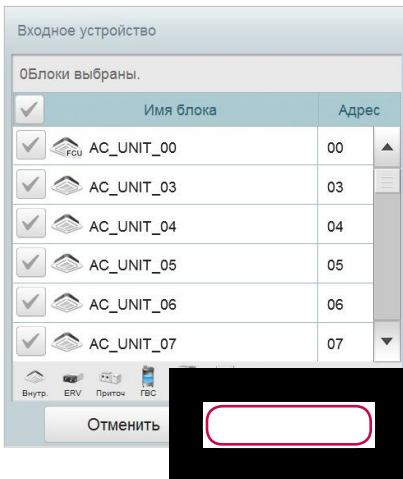 Входное устройство
0Блоки выбраны.
Имя блока Адрес
FCU AC_UNIT_00 00
AC_UNIT_03 03
AC_UNIT_04 04
AC_UNIT_05 05
AC_UNIT_06 06
AC_UNIT_07 07
Внутр. ERV Приточ ГВС
Отменить